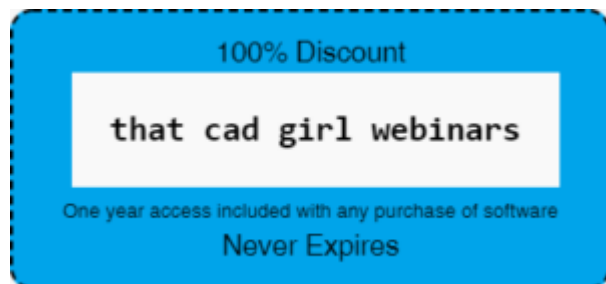 100% Discount
that cad girl webinars
One year access included with any purchase of software
Never Expires